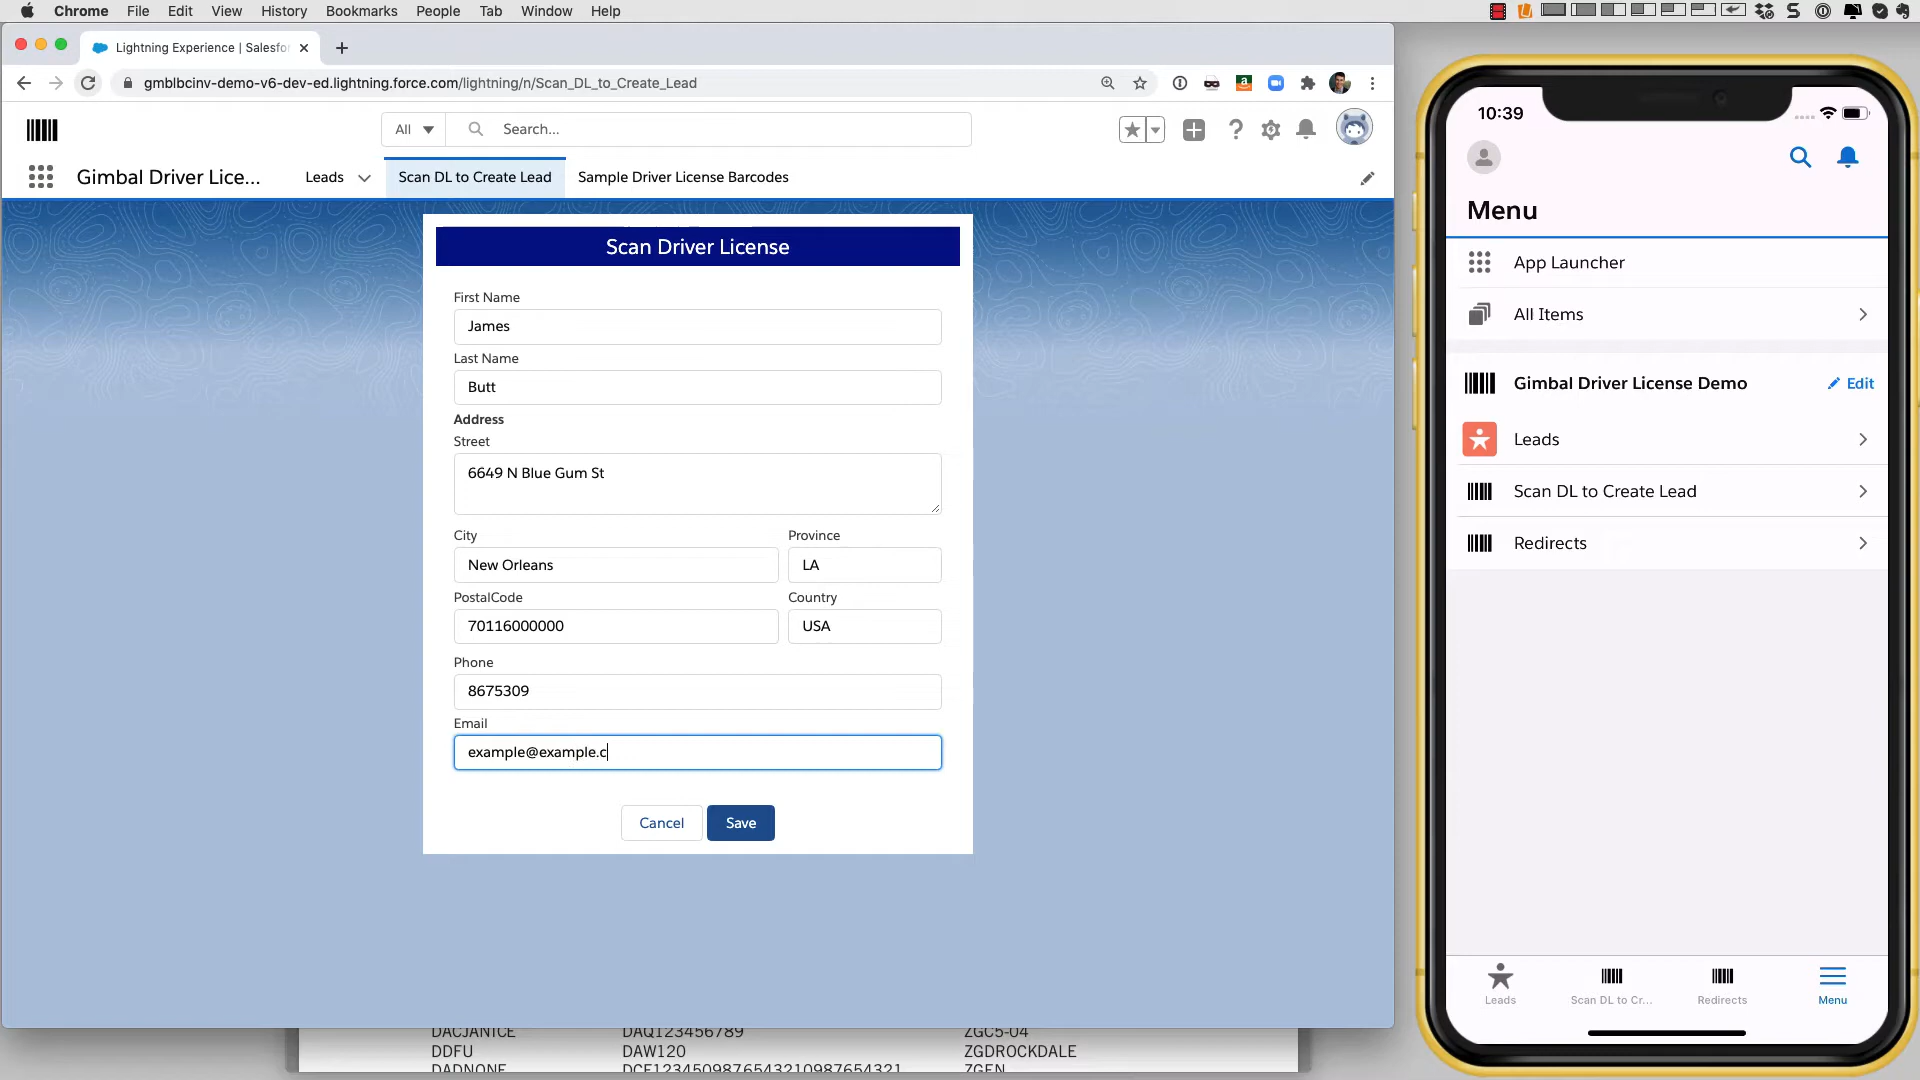 Chrome File Edit View History Bookmarks People Tab Window Help
Lightning Experience | Salesfor
gmblbcinv-demo-v6-dev-ed.lightning.force.com/lightning/n/Scan_DL_to_Create_Lead
All Search...
Gimbal Driver Lice... Leads Scan DL to Create Lead Sample Driver License Barcodes
Scan Driver License
First Name
James
Last Name
Butt
Address
Street
6649 N Blue Gum St
City Province
New Orleans LA
PostalCode Country
70116000000 USA
Phone
8675309
Email
example@example.c
Cancel Save
DACJANICE DAQ123456789 ZGC5-04
DDFU DAW120 ZGDROCKDALE
DADNONE DCF1234509876543210987654321 ZGEN
10:39
Menu
App Launcher
All Items
Gimbal Driver License Demo Edit
Leads
Scan DL to Create Lead
Redirects
Leads Scan DL to Cr... Redirects Menu